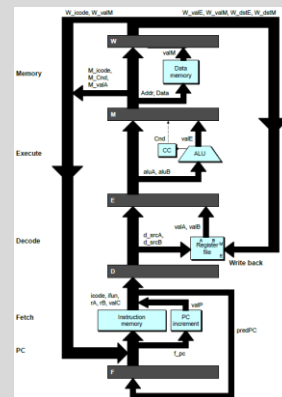 W_icode, W_valM
W_valE, W_valM, W_dstE, W_dstM
W
valM
Memory
M_icode,
M_Cnd,
M_valA
Data
memory
Addr, Data
M
Cnd
valE
Execute
CC
ALU
aluA, aluB
E
valA, valB
Decode
d_srcA,
d_srcB
A B
M
Register
file
E
Write back
D
icode, ifun,
rA, rB, valC
valP
Fetch
Instruction
memory
PC
increment
predPC
PC
f_pc
F